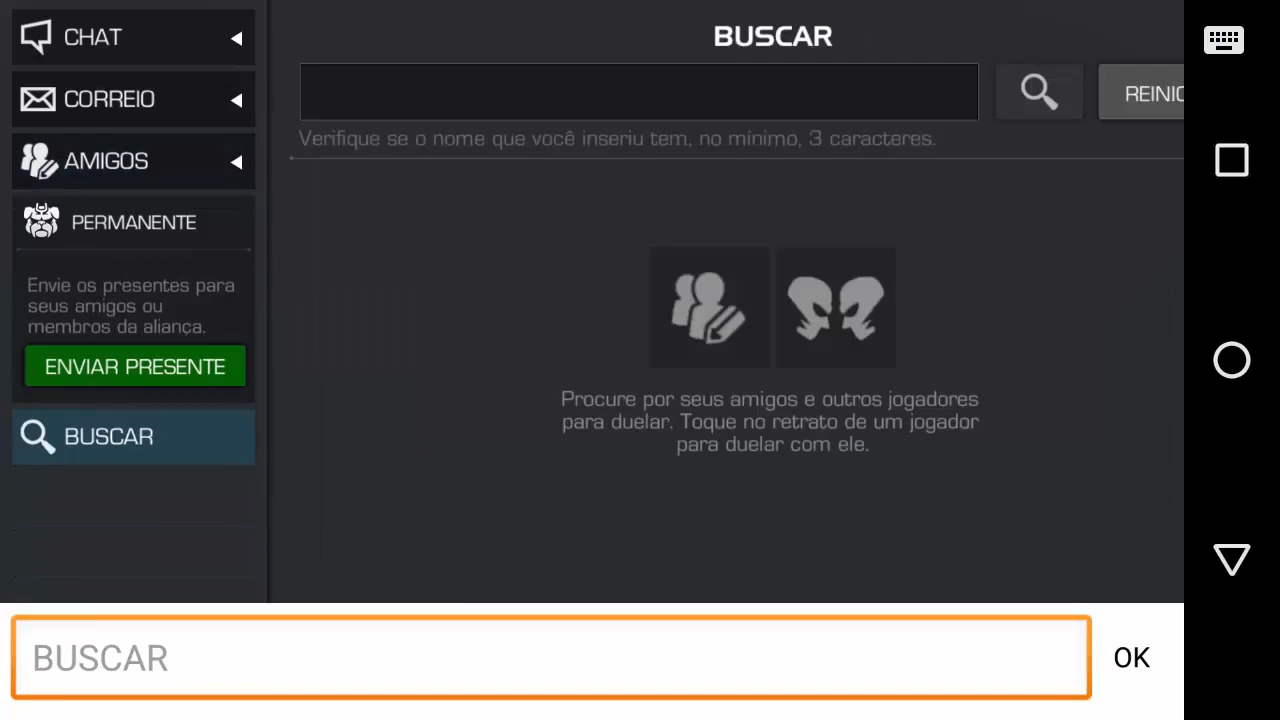 CHAT
CORREIO
AMIGOS
PERMANENTE
Envie os presentes para
seus amigos ou
membros da aliança.
ENVIAR PRESENTE
BUSCAR
BUSCAR
REINIC
Verifique se o nome que você inseriu tem, no mínimo, 3 caracteres.
Procure por seus amigos e outros jogadores
para duelar. Toque no retrato de um jogador
para duelar com ele.
BUSCAR
OK